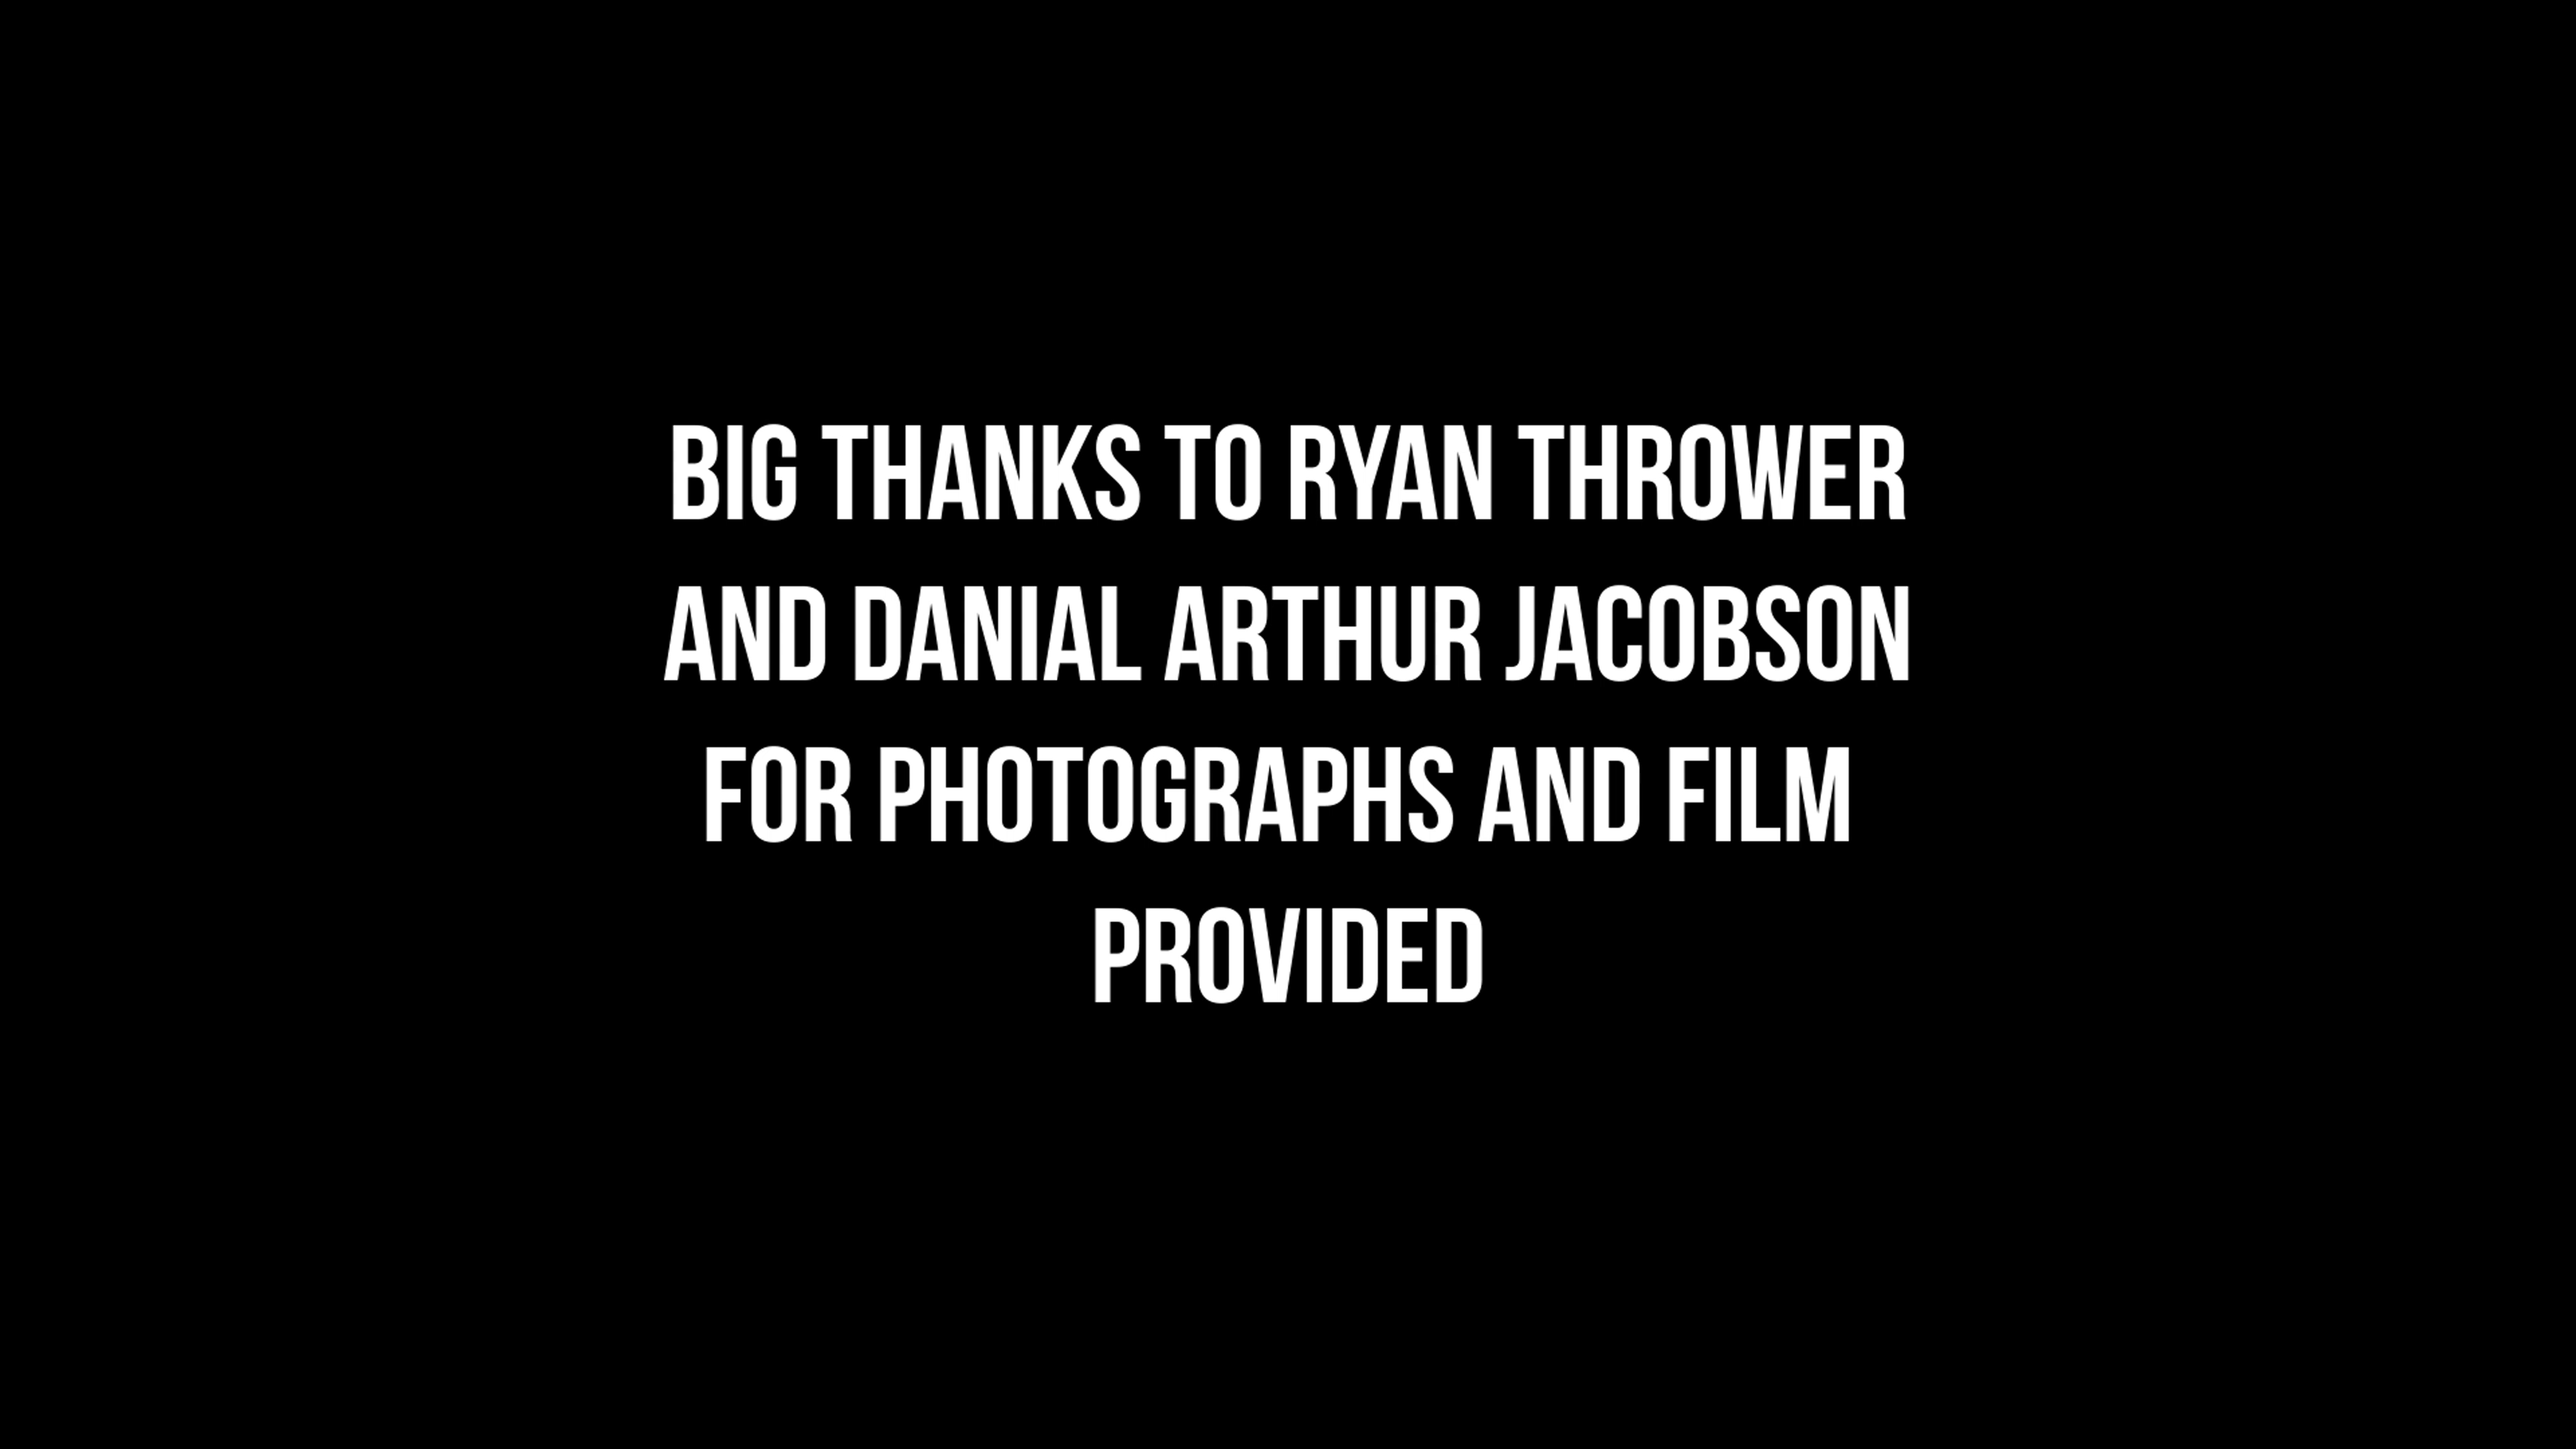 BIG THANKS TO RYAN THROWER
AND DANIAL ARTHUR JACOBSON
FOR PHOTOGRAPHS AND FILM
PROVIDED